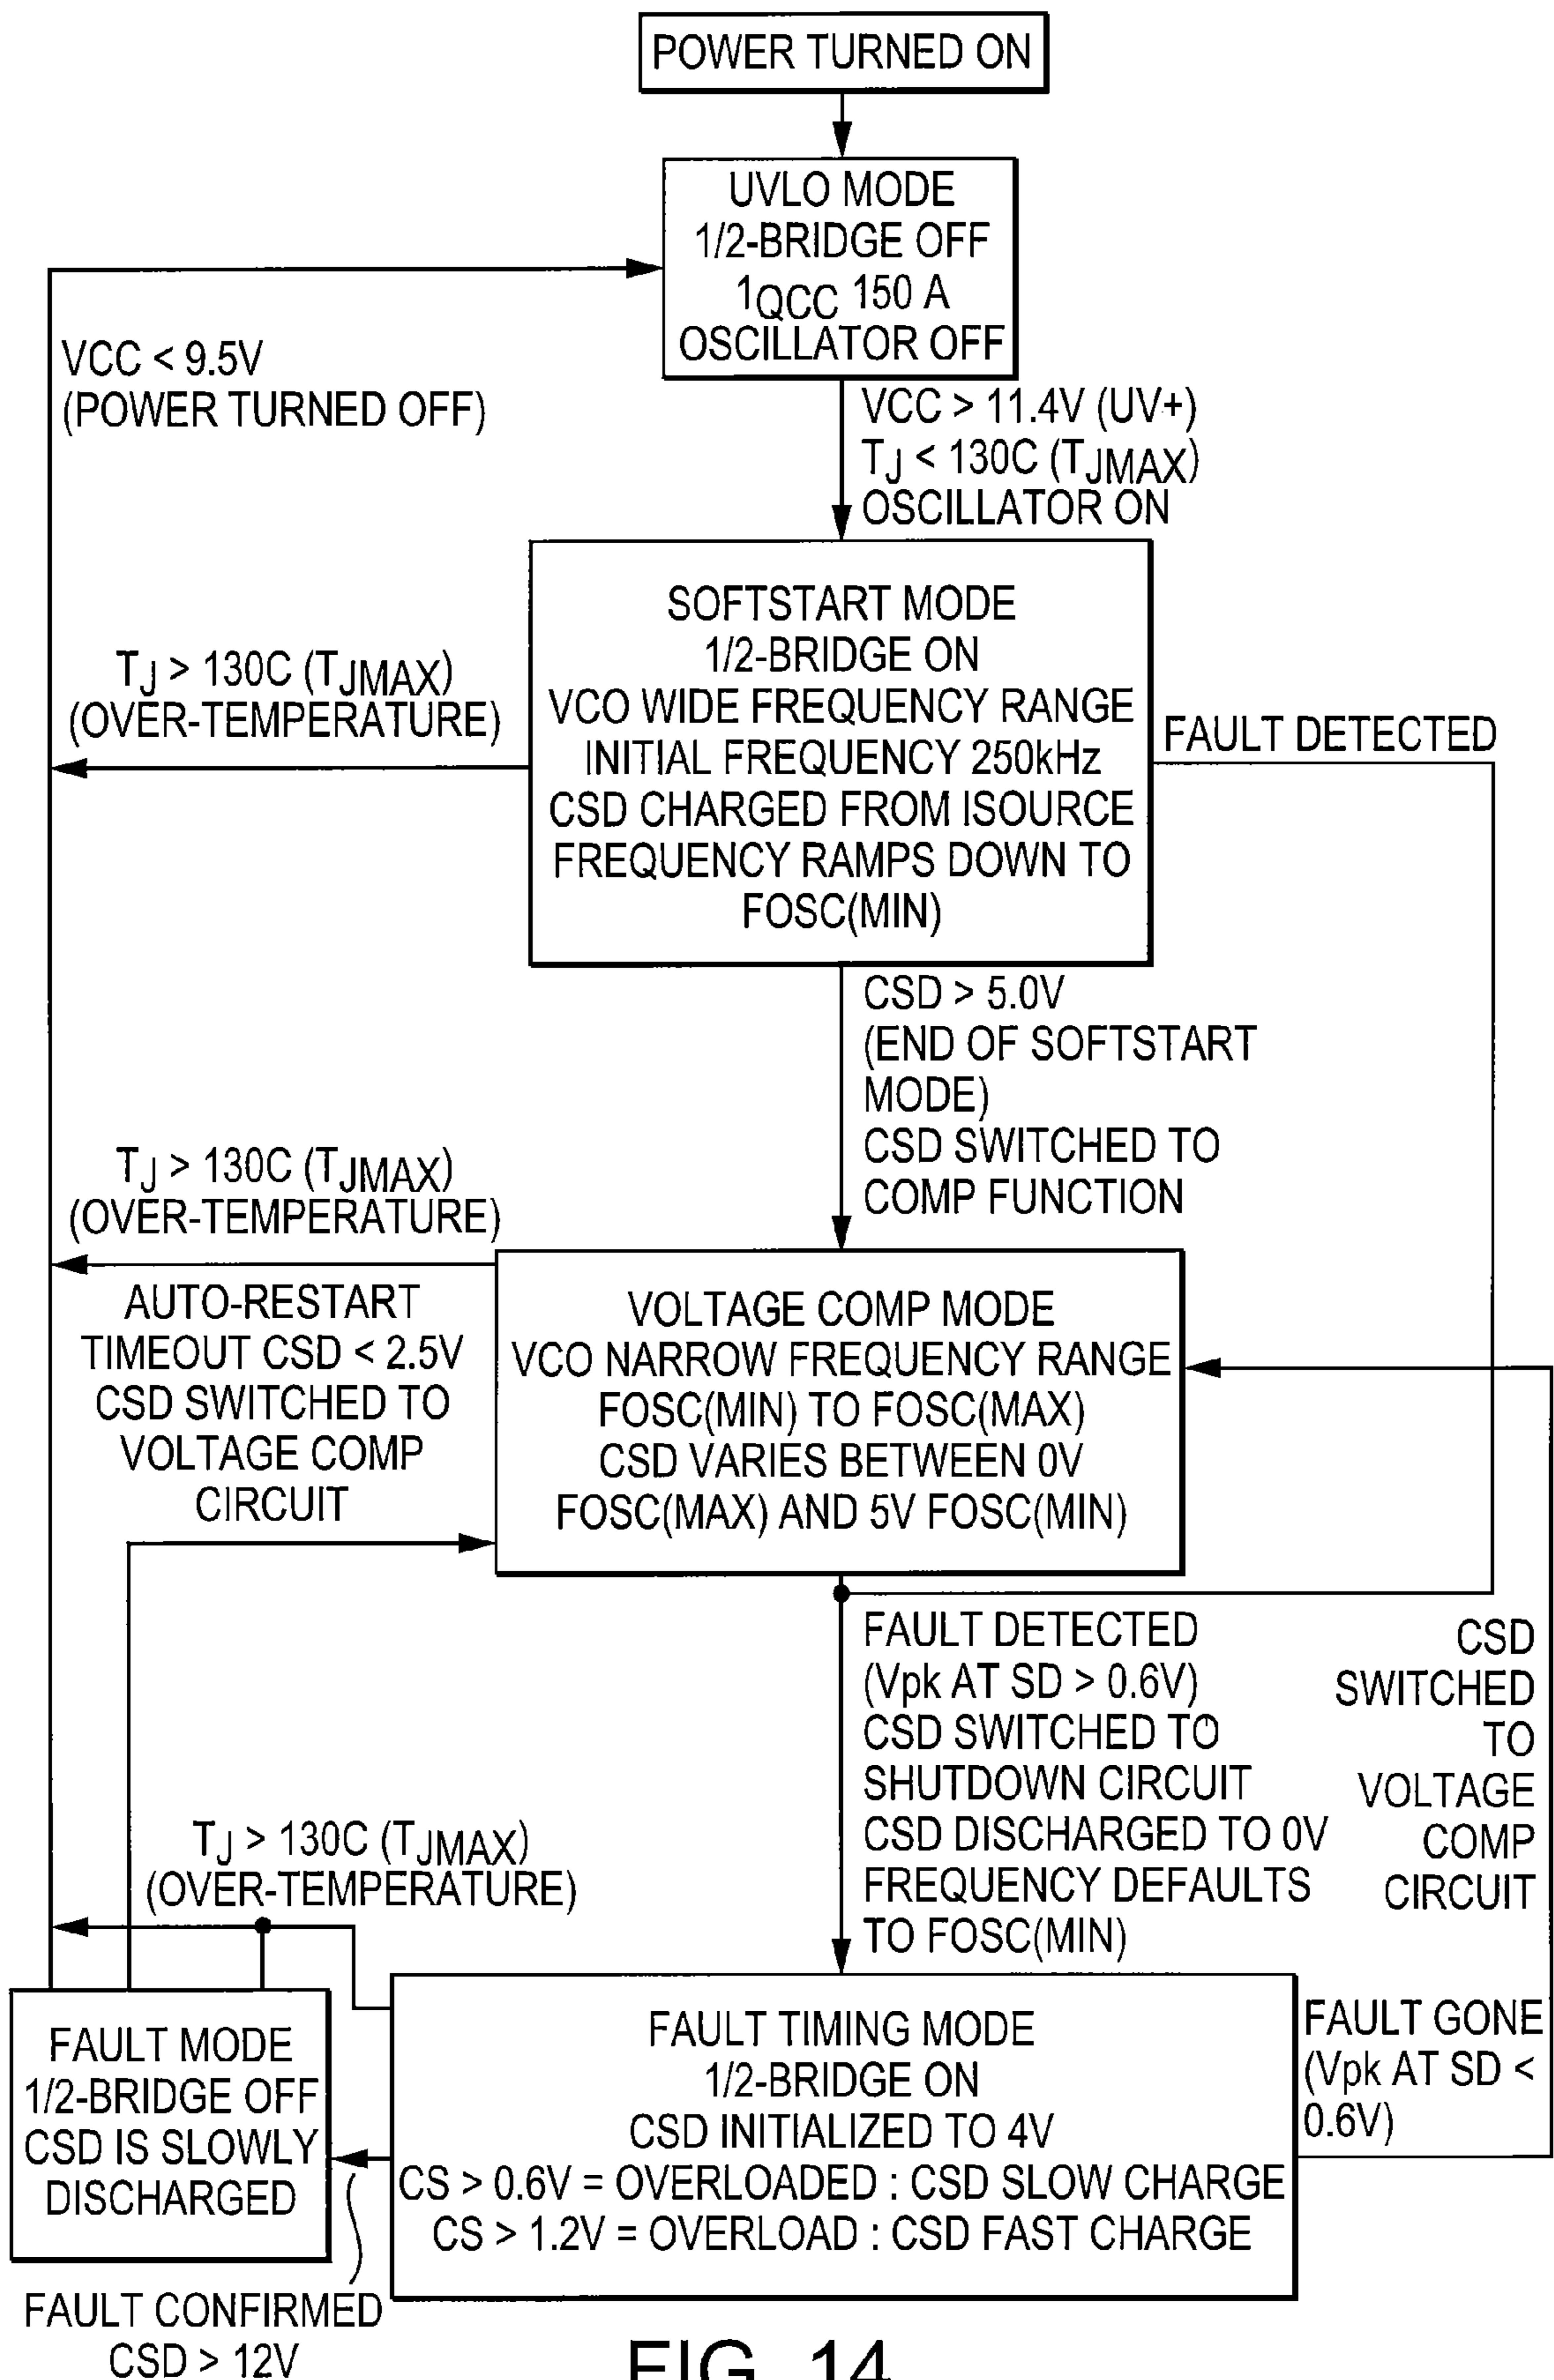 POWER TURNED ON
UVLO MODE
1/2-BRIDGE OFF
1QCC 150 A
OSCILLATOR OFF
VCC < 9.5V
(POWER TURNED OFF)
VCC > 11.4V (UV+)
TJ < 130C (TJMAX)
OSCILLATOR ON
SOFTSTART MODE
1/2-BRIDGE ON
VCO WIDE FREQUENCY RANGE
INITIAL FREQUENCY 250kHz
CSD CHARGED FROM ISOURCE
FREQUENCY RAMPS DOWN TO
FOSC(MIN)
TJ > 130C (TJMAX)
(OVER-TEMPERATURE)
FAULT DETECTED
CSD > 5.0V
(END OF SOFTSTART
MODE)
CSD SWITCHED TO
COMP FUNCTION
TJ > 130C (TJMAX)
(OVER-TEMPERATURE)
AUTO-RESTART
TIMEOUT CSD < 2.5V
CSD SWITCHED TO
VOLTAGE COMP
CIRCUIT
VOLTAGE COMP MODE
VCO NARROW FREQUENCY RANGE
FOSC(MIN) TO FOSC(MAX)
CSD VARIES BETWEEN 0V
FOSC(MAX) AND 5V FOSC(MIN)
FAULT DETECTED
(Vpk AT SD > 0.6V)
CSD SWITCHED TO
SHUTDOWN CIRCUIT
CSD DISCHARGED TO 0V
FREQUENCY DEFAULTS
TO FOSC(MIN)
CSD
SWITCHED
TO
VOLTAGE
COMP
CIRCUIT
TJ > 130C (TJMAX)
(OVER-TEMPERATURE)
FAULT MODE
1/2-BRIDGE OFF
CSD IS SLOWLY
DISCHARGED
FAULT TIMING MODE
1/2-BRIDGE ON
CSD INITIALIZED TO 4V
CS > 0.6V = OVERLOADED : CSD SLOW CHARGE
CS > 1.2V = OVERLOAD : CSD FAST CHARGE
FAULT GONE
(Vpk AT SD <
0.6V)
FAULT CONFIRMED
CSD > 12V
FIG. 14